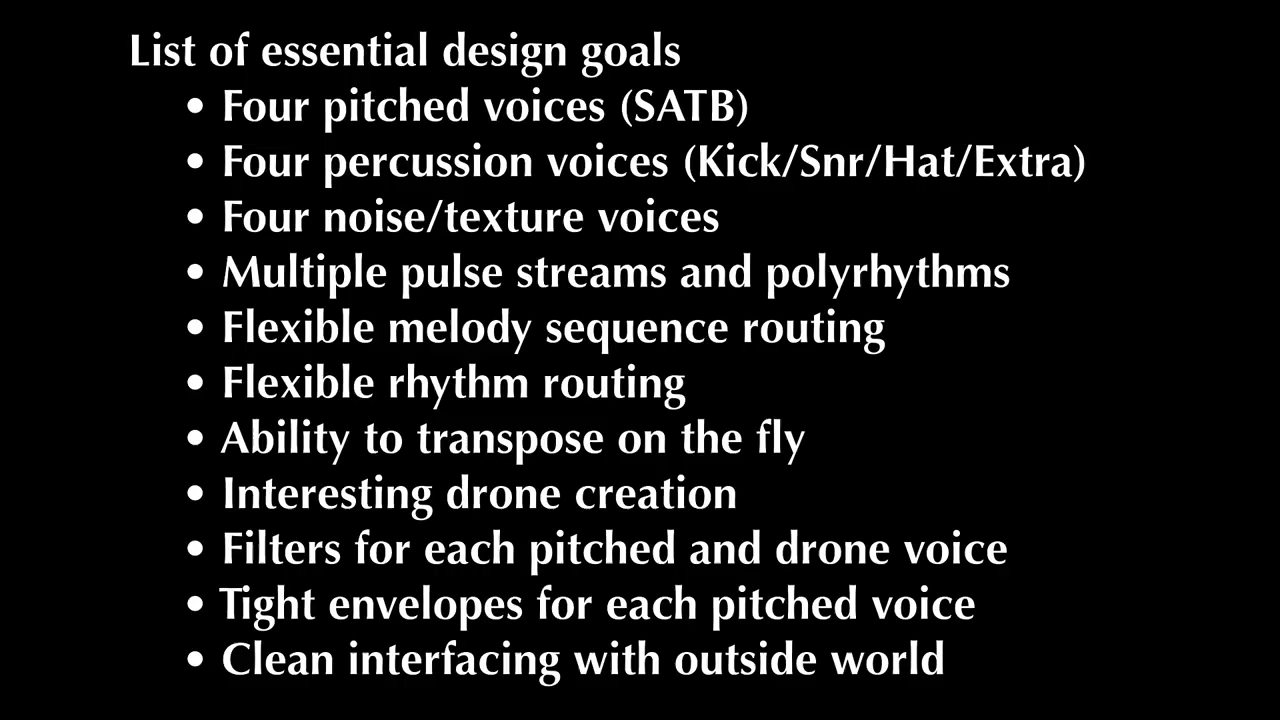 List of essential design goals
• Four pitched voices (SATB)
• Four percussion voices (Kick/Snr/Hat/Extra)
• Four noise/texture voices
• Multiple pulse streams and polyrhythms
• Flexible melody sequence routing
• Flexible rhythm routing
• Ability to transpose on the fly
• Interesting drone creation
• Filters for each pitched and drone voice
• Tight envelopes for each pitched voice
• Clean interfacing with outside world